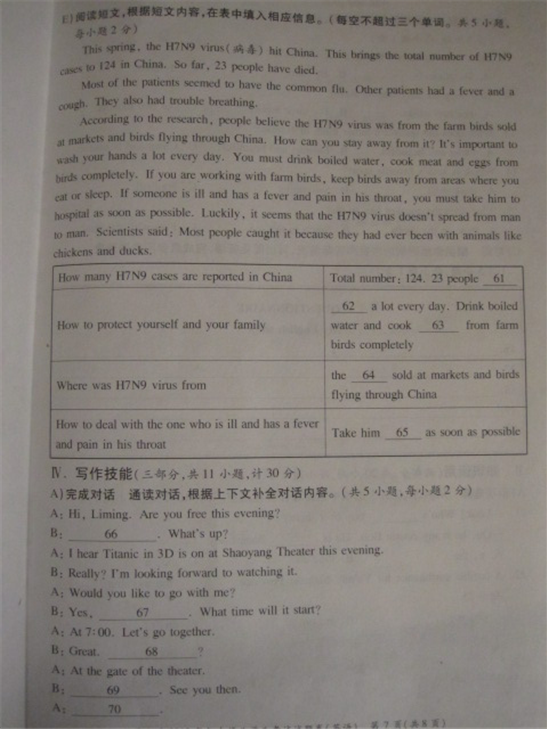 E) 阅读短文,根据短文内容,在表中填入相应信息。(每空不超过三个单词。共5小题,
每小题2分)
This spring, the H7N9 virus(病毒) hit China. This brings the total number of H7N9
cases to 124 in China. So far, 23 people have died.
Most of the patients seemed to have the common flu. Other patients had a fever and a
cough. They also had trouble breathing.
According to the research, people believe the H7N9 virus was from the farm birds sold
at markets and birds flying through China. How can you stay away from it? It's important to
wash your hands a lot every day. You must drink boiled water, cook meat and eggs from
birds completely. If you are working with farm birds, keep birds away from areas where you
eat or sleep. If someone is ill and has a fever and pain in his throat, you must take him to
hospital as soon as possible. Luckily, it seems that the H7N9 virus doesn't spread from man
to man. Scientists said: Most people caught it because they had ever been with animals like
chickens and ducks.
How many H7N9 cases are reported in China
Total number: 124. 23 people 61
How to protect yourself and your family
62 a lot every day. Drink boiled
water and cook 63 from farm
birds completely
Where was H7N9 virus from
the 64 sold at markets and birds
flying through China
How to deal with the one who is ill and has a fever
and pain in his throat
Take him 65 as soon as possible
Ⅳ. 写作技能(三部分,共11小题,计30分)
A) 完成对话 通读对话,根据上下文补全对话内容。(共5小题,每小题2分)
A: Hi, Liming. Are you free this evening?
B: 66 . What's up?
A: I hear Titanic in 3D is on at Shaoyang Theater this evening.
B: Really? I'm looking forward to watching it.
A: Would you like to go with me?
B: Yes, 67 . What time will it start?
A: At 7:00. Let's go together.
B: Great. 68 ?
A: At the gate of the theater.
B: 69 . See you then.
A: 70 .
第7页(共8页)